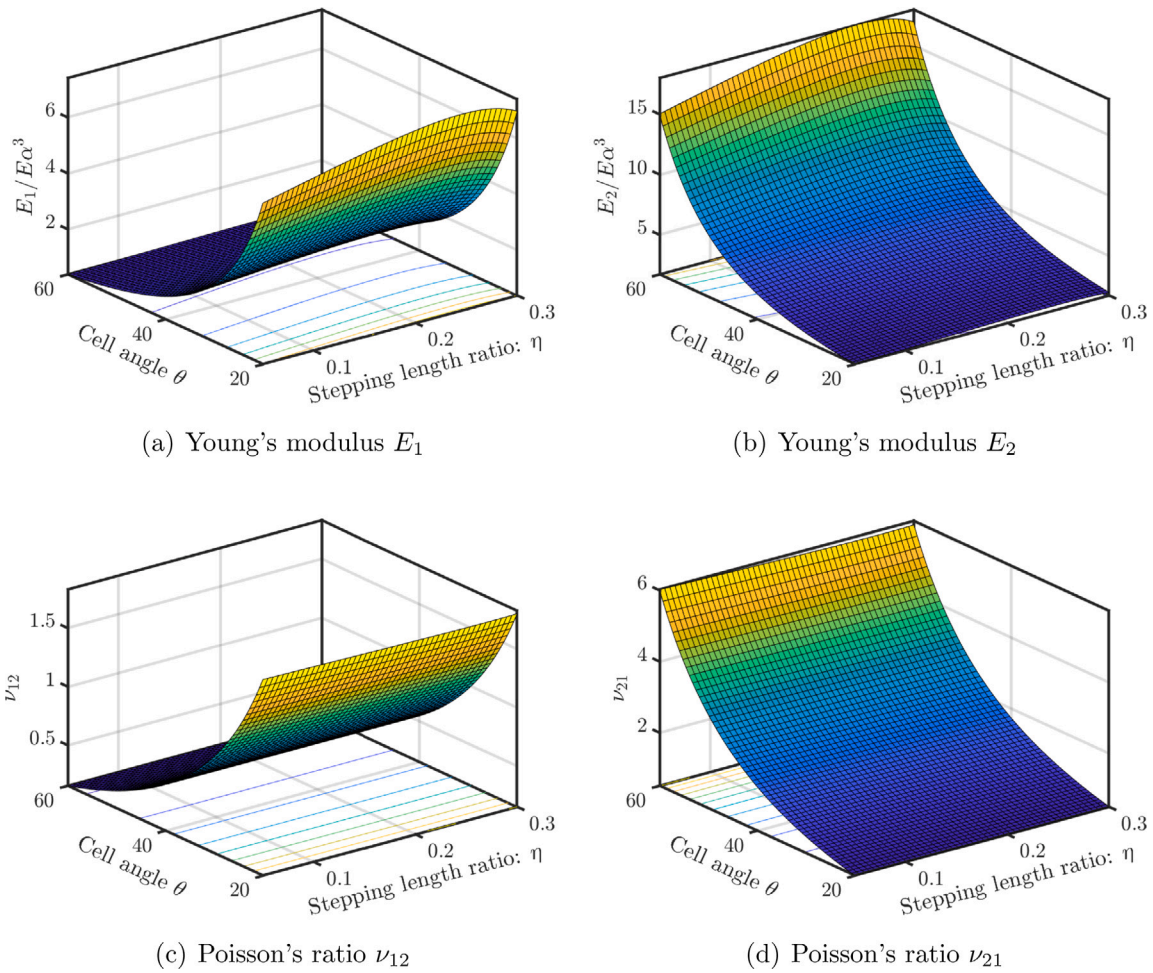 6
4
2
E₁/Eα³
60
40
20
Cell angle θ
0.1
0.2
0.3
Stepping length ratio: η
(a) Young's modulus E₁
15
10
5
E₂/Eα³
60
40
20
Cell angle θ
0.1
0.2
0.3
Stepping length ratio: η
(b) Young's modulus E₂
1.5
1
0.5
ν₁₂
60
40
20
Cell angle θ
0.1
0.2
0.3
Stepping length ratio: η
(c) Poisson's ratio ν₁₂
6
4
2
ν₂₁
60
40
20
Cell angle θ
0.1
0.2
0.3
Stepping length ratio: η
(d) Poisson's ratio ν₂₁